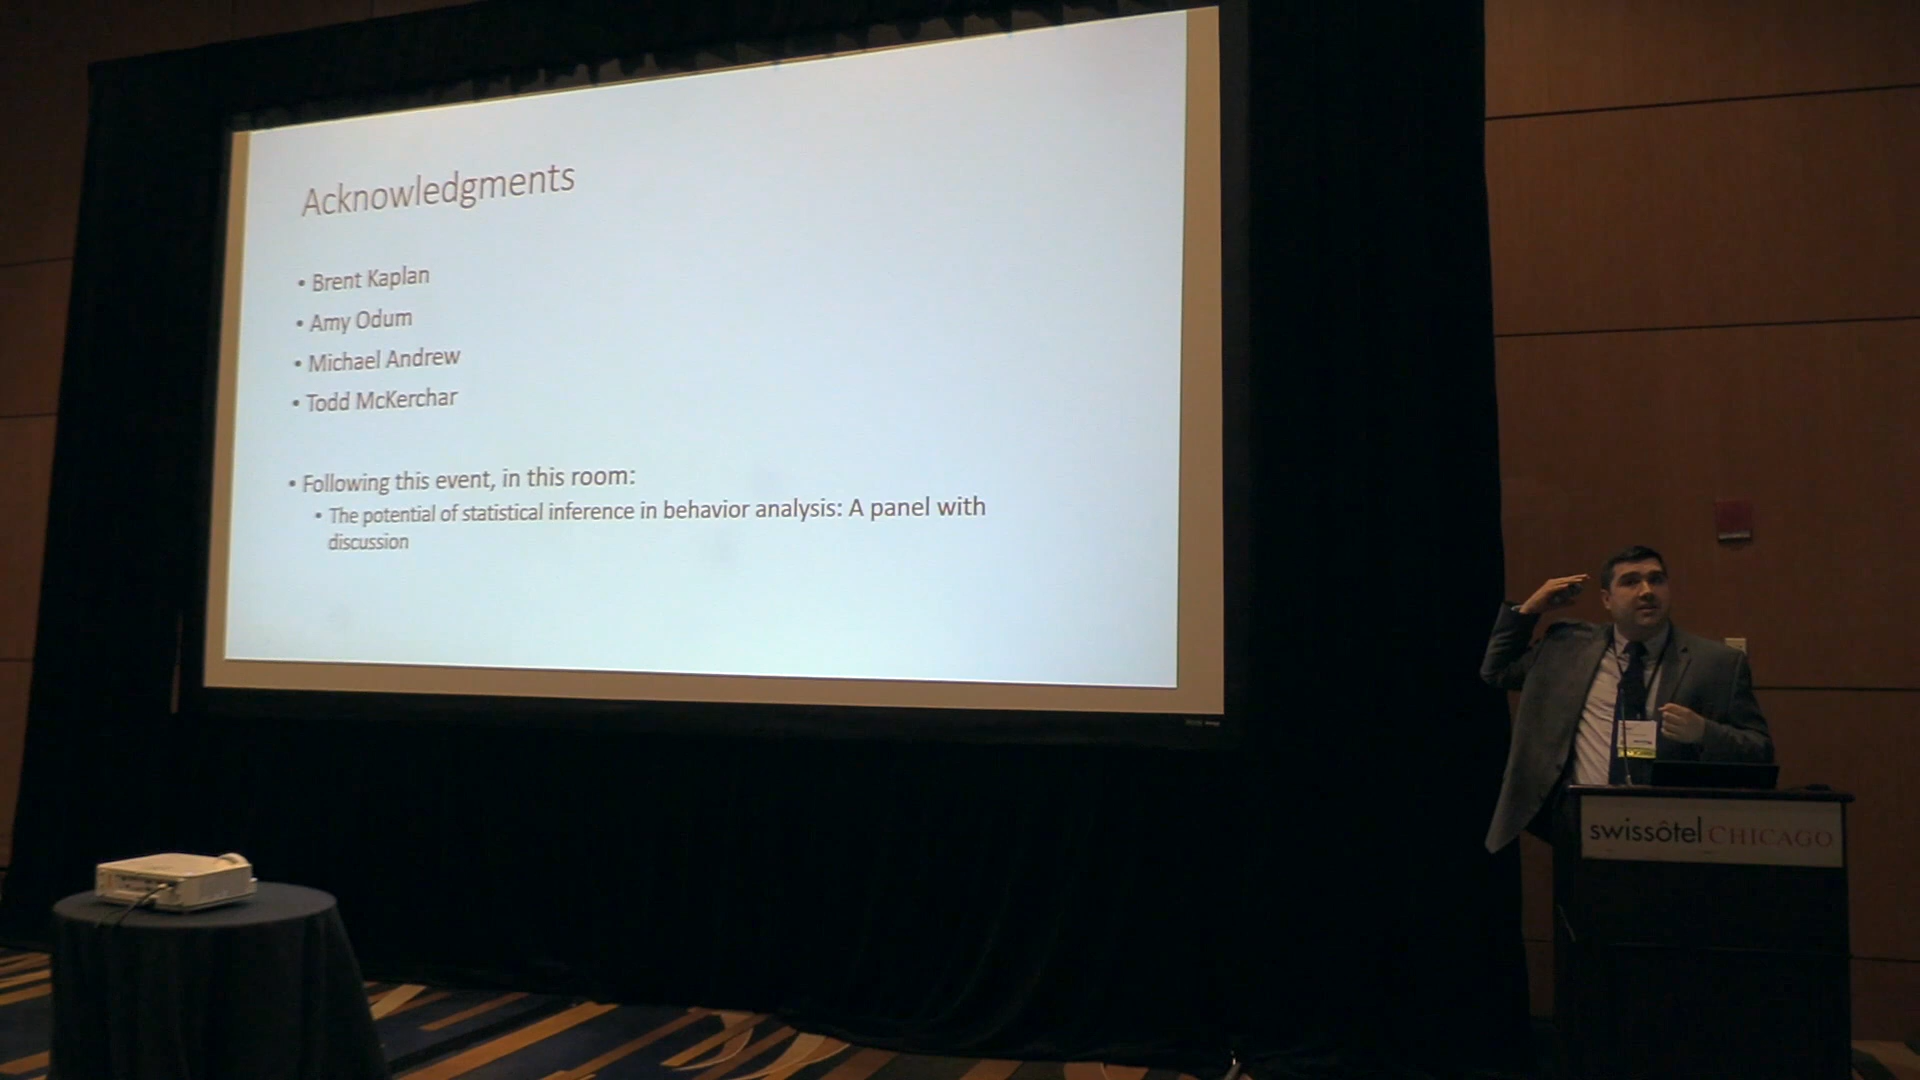 Acknowledgments
• Brent Kaplan
• Amy Odum
• Michael Andrew
• Todd McKerchar
• Following this event, in this room:
• The potential of statistical inference in behavior analysis: A panel with
discussion
swissôtel CHICAGO